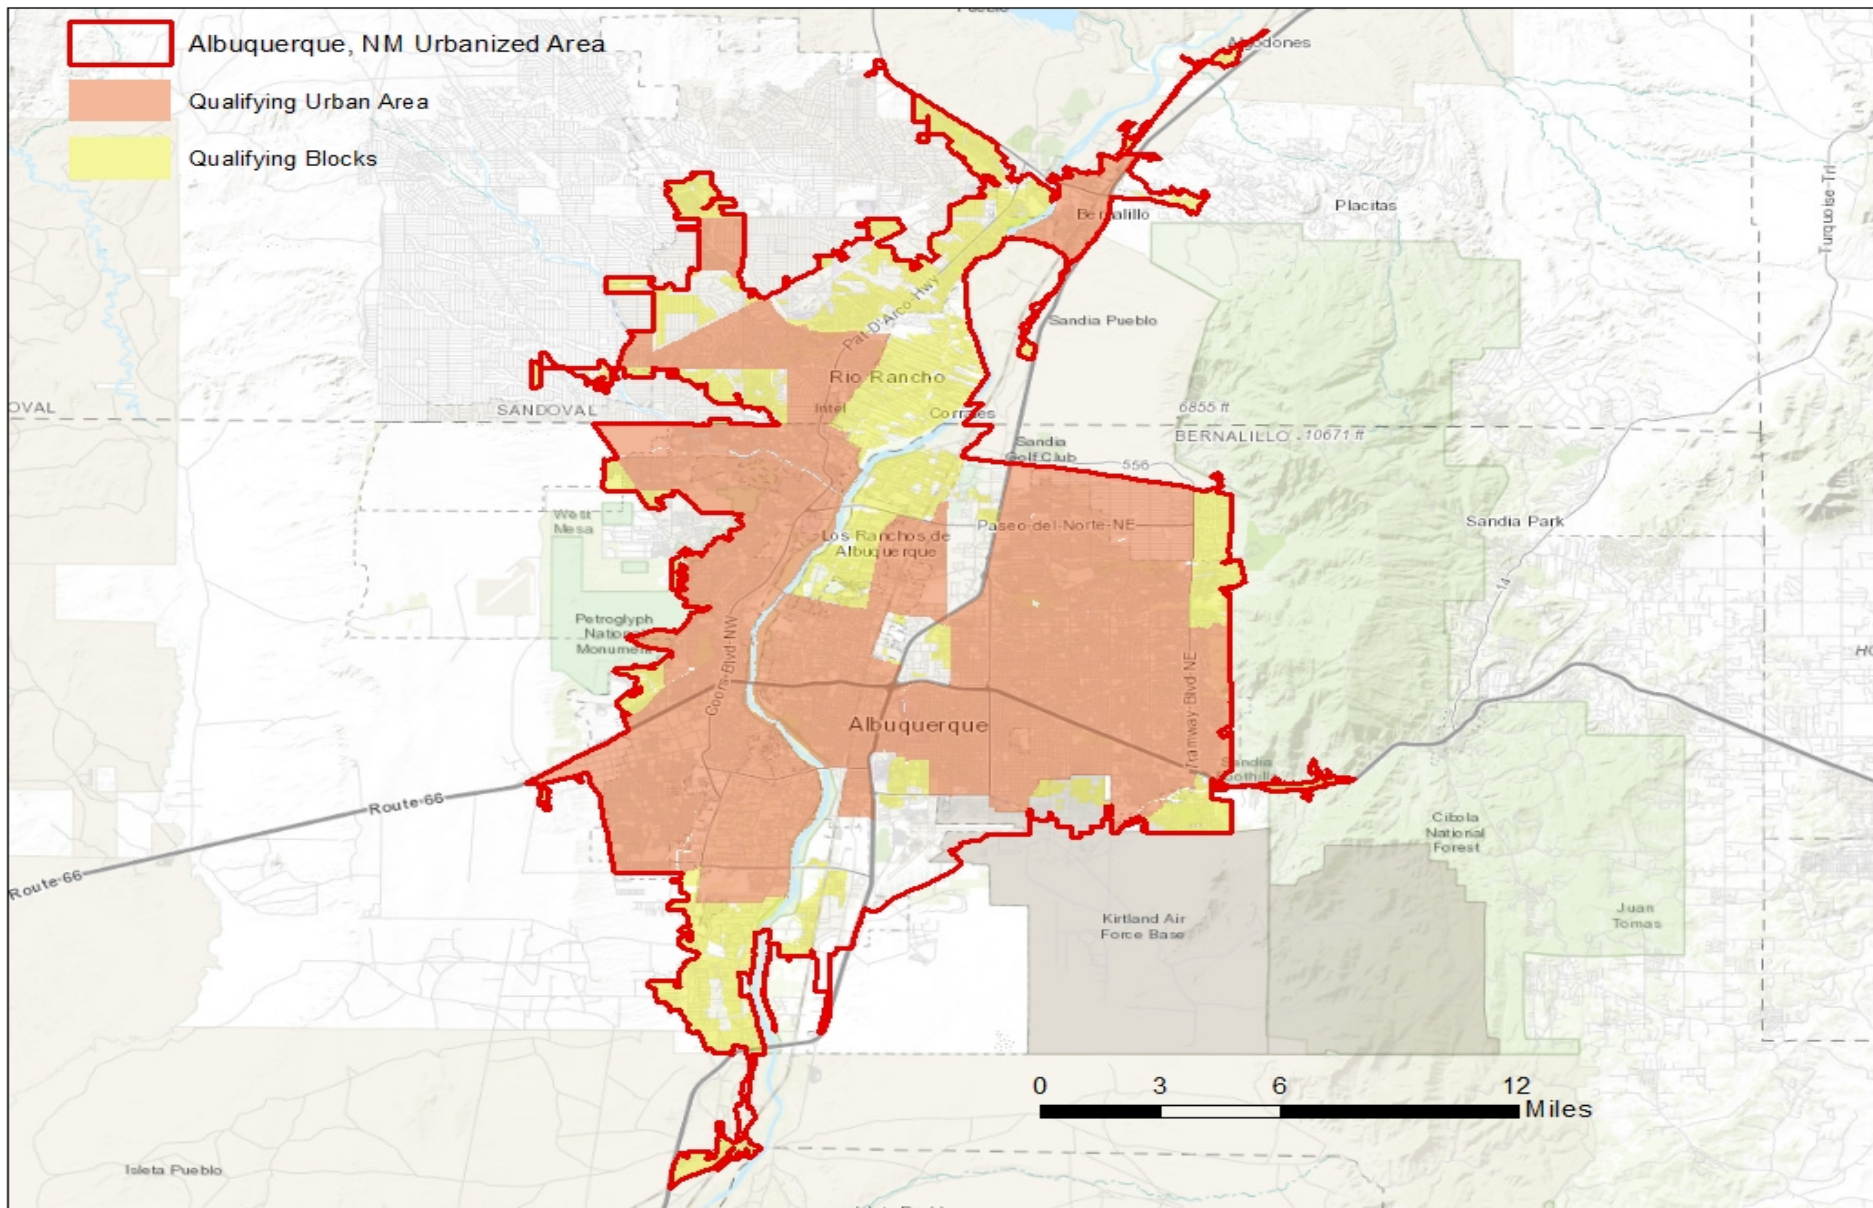 Pueblo
Albuquerque, NM Urbanized Area
Algodones
Qualifying Urban Area
Qualifying Blocks
Turquoise-Trl
Placitas
Bernalillo
Pat-D'Arco-Hwy
Sandia Pueblo
Rio Rancho
OVAL
SANDOVAL
Intel
Corrales
6855 ft
BERNALILLO
10671 ft
Sandia
Golf Club
556
West
Mesa
Paseo-del-Norte-NE
Sandia Park
Los Ranchos de
Albuquerque
14
Petroglyph
National
Monument
Coors-Blvd-NW
Tramway-Blvd-NE
HO
Albuquerque
Sandia
Foothills
Route-66
Cibola
National
Forest
Route-66
Kirtland Air
Force Base
Juan
Tomas
0 3 6 12
Miles
Isleta Pueblo